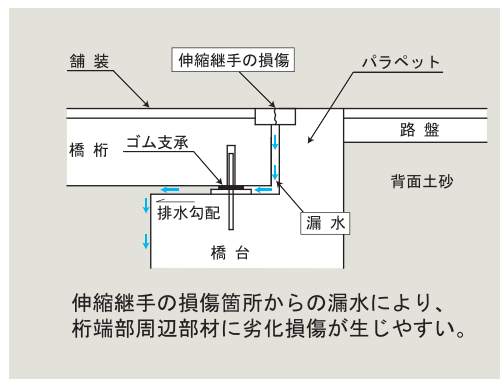 舗装
伸縮継手の損傷
パラペット
路盤
橋桁
ゴム支承
背面土砂
排水勾配
漏水
橋台
伸縮継手の損傷箇所からの漏水により、
桁端部周辺部材に劣化損傷が生じやすい。